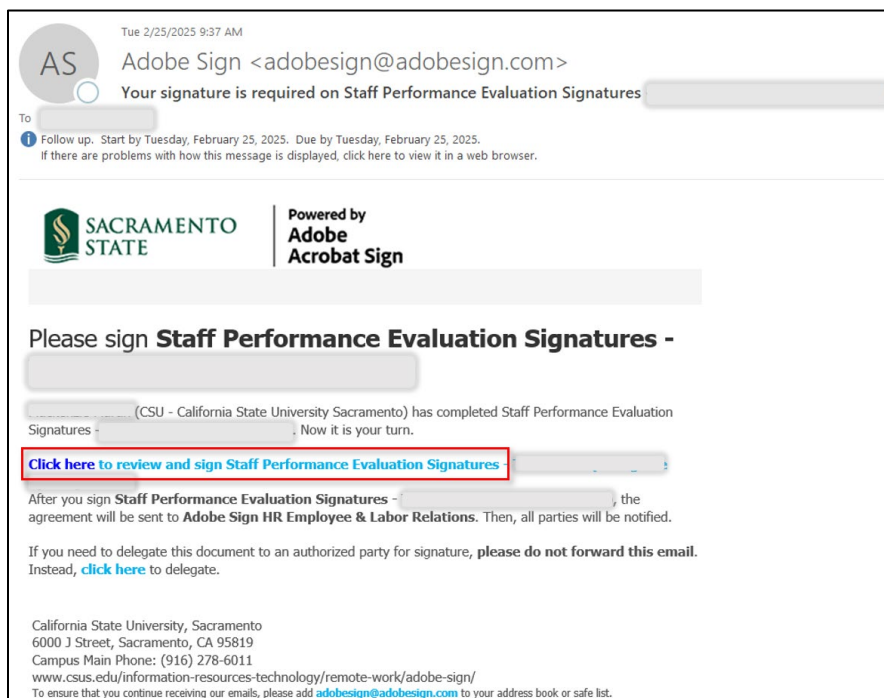 Tue 2/25/2025 9:37 AM
AS
Adobe Sign <adobesign@adobesign.com>
Your signature is required on Staff Performance Evaluation Signatures
To
Follow up. Start by Tuesday, February 25, 2025. Due by Tuesday, February 25, 2025.
If there are problems with how this message is displayed, click here to view it in a web browser.
SACRAMENTO
STATE
Powered by
Adobe
Acrobat Sign
Please sign Staff Performance Evaluation Signatures -
(CSU - California State University Sacramento) has completed Staff Performance Evaluation
Signatures - . Now it is your turn.
Click here to review and sign Staff Performance Evaluation Signatures -
After you sign Staff Performance Evaluation Signatures - , the
agreement will be sent to Adobe Sign HR Employee & Labor Relations. Then, all parties will be notified.
If you need to delegate this document to an authorized party for signature, please do not forward this email.
Instead, click here to delegate.
California State University, Sacramento
6000 J Street, Sacramento, CA 95819
Campus Main Phone: (916) 278-6011
www.csus.edu/information-resources-technology/remote-work/adobe-sign/
To ensure that you continue receiving our emails, please add adobesign@adobesign.com to your address book or safe list.